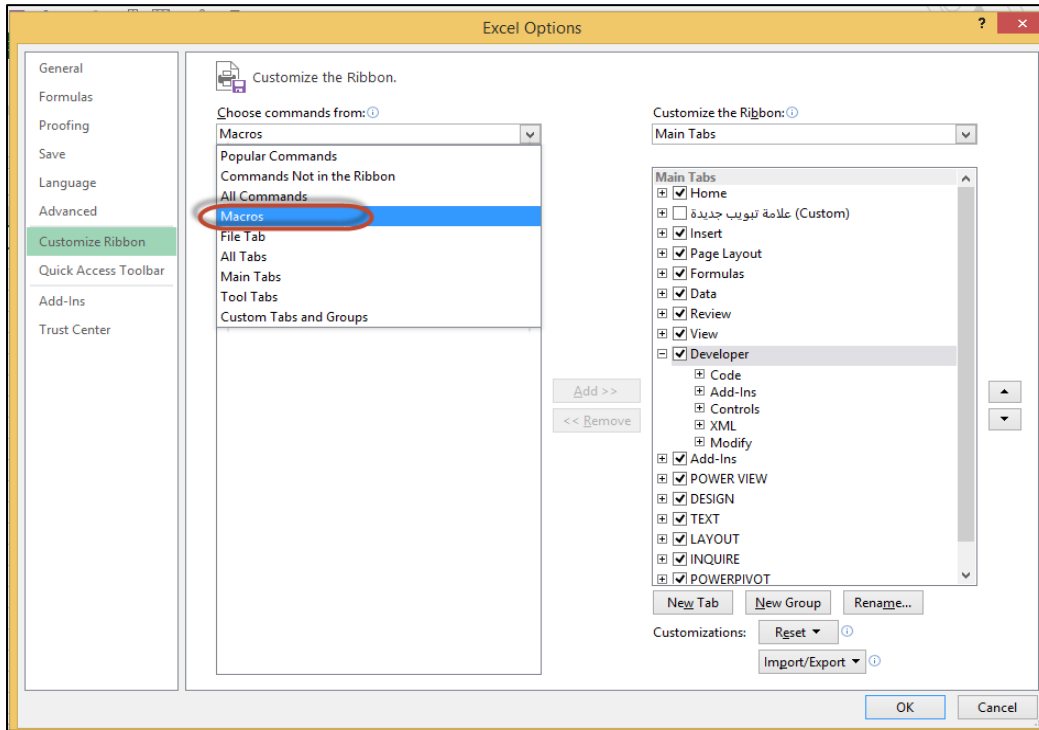 Excel Options
?
General
Formulas
Proofing
Save
Language
Advanced
Customize Ribbon
Quick Access Toolbar
Add-Ins
Trust Center
Customize the Ribbon.
Choose commands from:
Macros
Popular Commands
Commands Not in the Ribbon
All Commands
Macros
File Tab
All Tabs
Main Tabs
Tool Tabs
Custom Tabs and Groups
Add >>
<< Remove
Customize the Ribbon:
Main Tabs
Main Tabs
Home
علامة تبويب جديدة (Custom)
Insert
Page Layout
Formulas
Data
Review
View
Developer
Code
Add-Ins
Controls
XML
Modify
Add-Ins
POWER VIEW
DESIGN
TEXT
LAYOUT
INQUIRE
POWERPIVOT
New Tab New Group Rename...
Customizations: Reset
Import/Export
OK Cancel